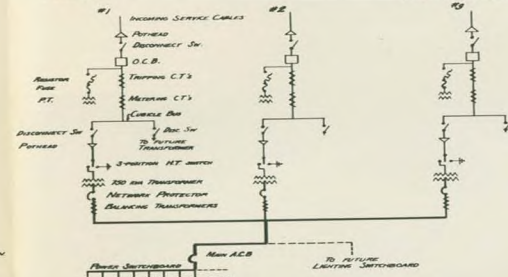 #1
#2
#3
INCOMING SERVICE CABLES
POTHEAD
DISCONNECT SW.
O.C.B.
RESISTOR
FUSE
P.T.
TRIPPING C.T'S
METERING C.T'S
CUBICLE BUS
DISCONNECT SW
POTHEAD
DISC. SW
TO FUTURE
TRANSFORMER
3-POSITION H.T. SWITCH
750 KVA TRANSFORMER
NETWORK PROTECTOR
BALANCING TRANSFORMERS
MAIN A.C.B
POWER SWITCHBOARD
TO FUTURE
LIGHTING SWITCHBOARD